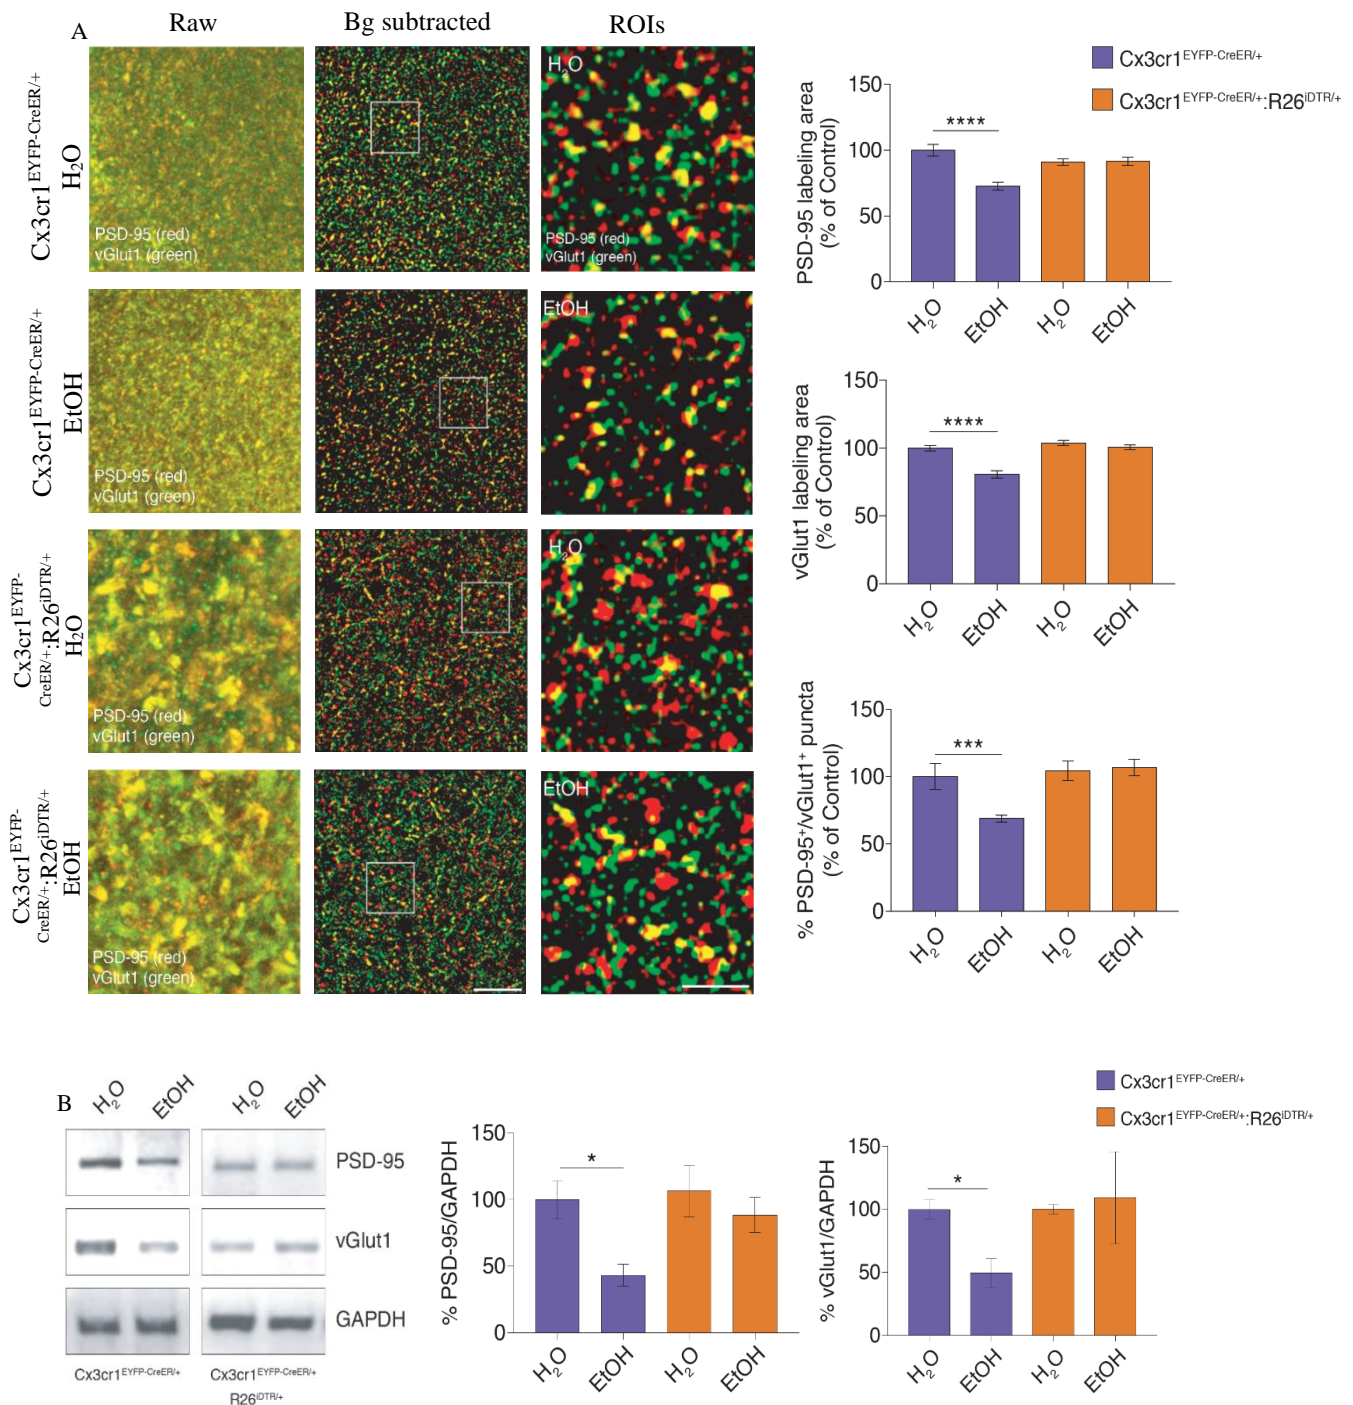 A
Raw
Bg subtracted
ROIs
Cx3cr1EYFP-CreER/+
H2O
PSD-95 (red)
vGlut1 (green)
H2O
PSD-95 (red)
vGlut1 (green)
Cx3cr1EYFP-CreER/+
EtOH
PSD-95 (red)
vGlut1 (green)
EtOH
Cx3cr1EYFP-
CreER/+:R26iDTR/+
H2O
PSD-95 (red)
vGlut1 (green)
H2O
Cx3cr1EYFP-
CreER/+:R26iDTR/+
EtOH
PSD-95 (red)
vGlut1 (green)
EtOH
Cx3cr1EYFP-CreER/+
Cx3cr1EYFP-CreER/+:R26iDTR/+
PSD-95 labeling area
(% of Control)
150
100
50
0
****
H2O
EtOH
H2O
EtOH
vGlut1 labeling area
(% of Control)
150
100
50
0
****
H2O
EtOH
H2O
EtOH
% PSD-95+/vGlut1+ puncta
(% of Control)
150
100
50
0
***
H2O
EtOH
H2O
EtOH
B
H2O
EtOH
H2O
EtOH
PSD-95
vGlut1
GAPDH
Cx3cr1EYFP-CreER/+
Cx3cr1EYFP-CreER/+
R26iDTR/+
% PSD-95/GAPDH
150
100
50
0
*
H2O
EtOH
H2O
EtOH
Cx3cr1EYFP-CreER/+
Cx3cr1EYFP-CreER/+:R26iDTR/+
% vGlut1/GAPDH
150
100
50
0
*
H2O
EtOH
H2O
EtOH